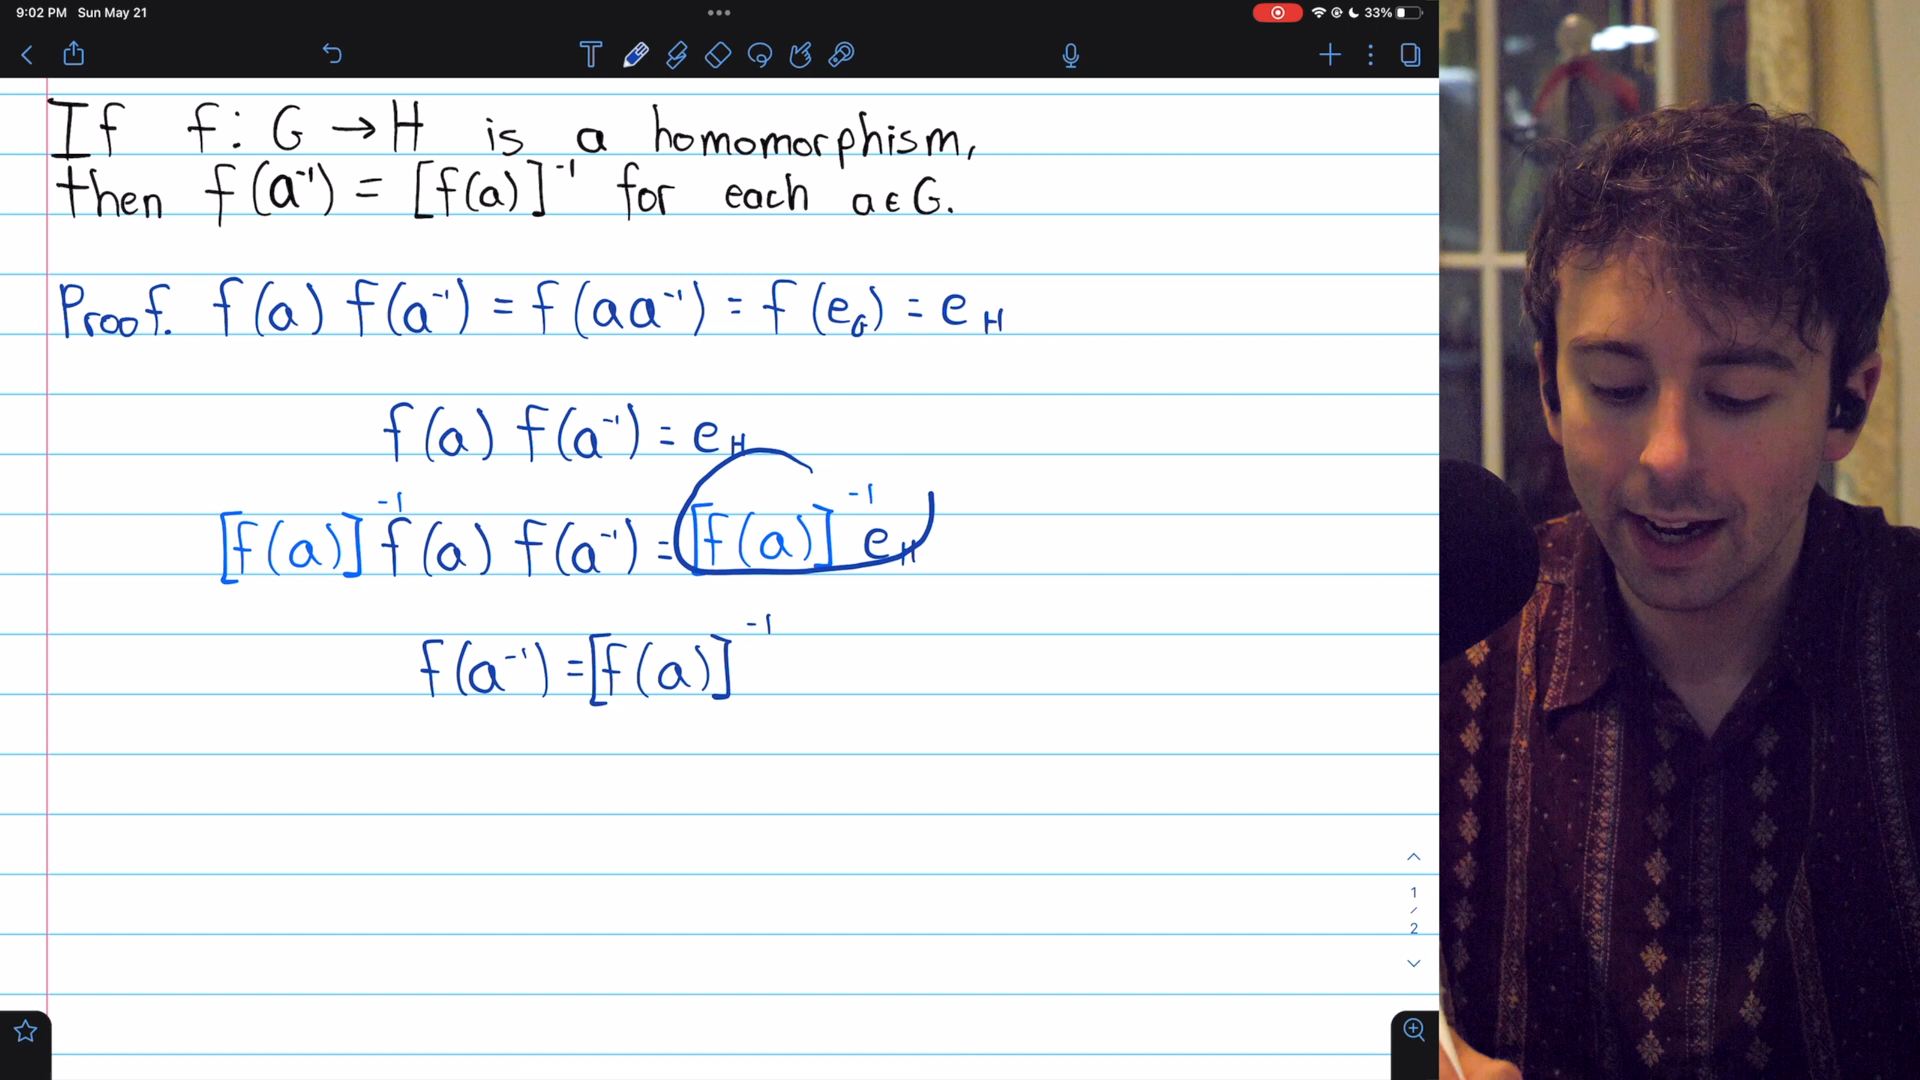 9:02 PM Sun May 21
33%
If f: G → H is a homomorphism,
then f(a⁻¹) = [f(a)]⁻¹ for each a ∈ G.
Proof. f(a) f(a⁻¹) = f(aa⁻¹) = f(e_G) = e_H
f(a) f(a⁻¹) = e_H
[f(a)]⁻¹ f(a) f(a⁻¹) = [f(a)]⁻¹ e_H
f(a⁻¹) = [f(a)]⁻¹
1
/
2